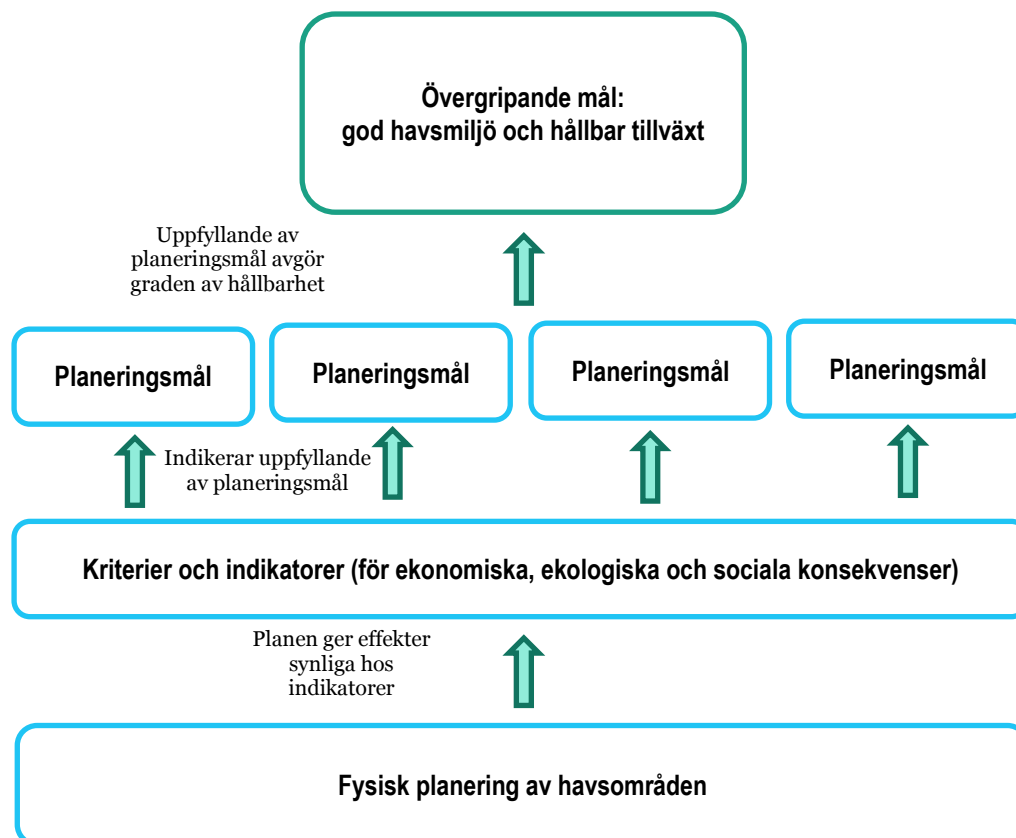 Övergripande mål:
god havsmiljö och hållbar tillväxt
Uppfyllande av
planeringsmål avgör
graden av hållbarhet
Planeringsmål
Planeringsmål
Planeringsmål
Planeringsmål
Indikerar uppfyllande
av planeringsmål
Kriterier och indikatorer (för ekonomiska, ekologiska och sociala konsekvenser)
Planen ger effekter
synliga hos
indikatorer
Fysisk planering av havsområden